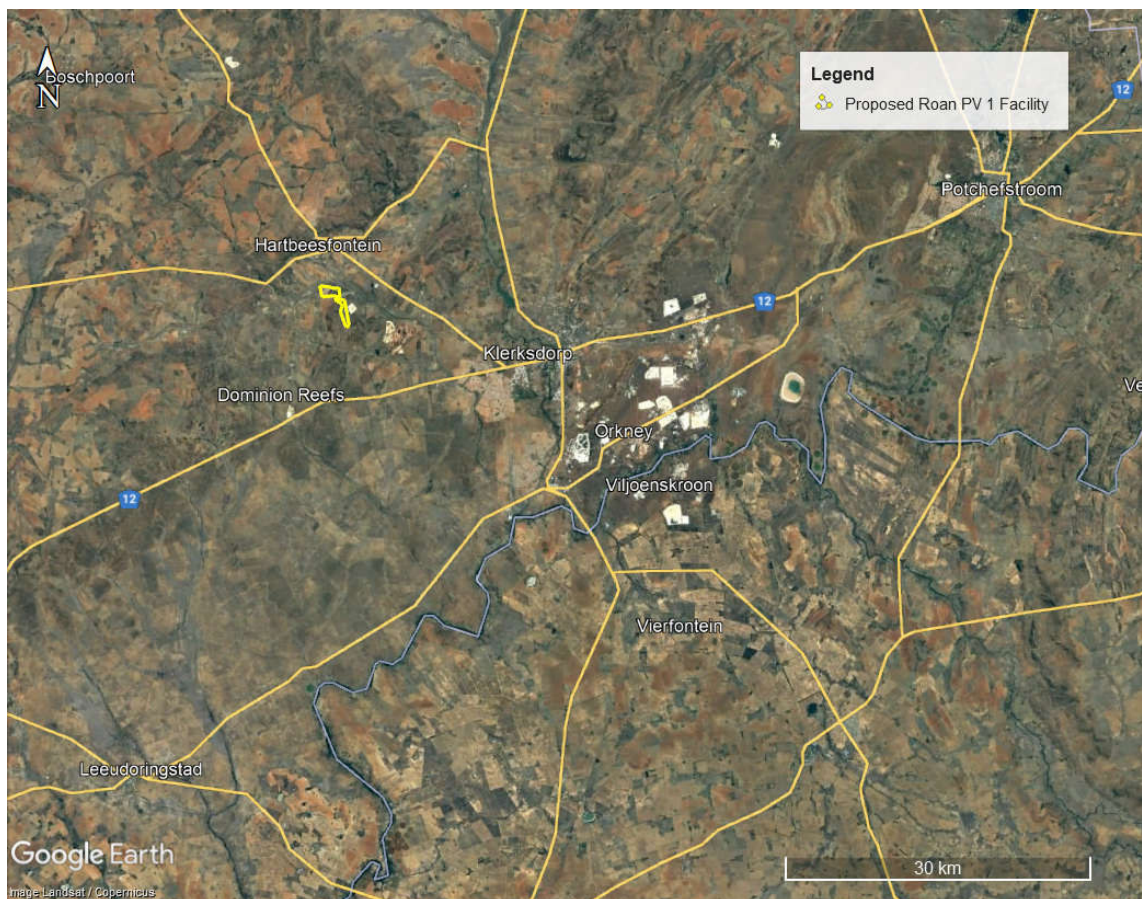 Boschpoort
N
Legend
Proposed Roan PV 1 Facility
12
Potchefstroom
Hartbeesfontein
12
Klerksdorp
Dominion Reefs
Ve
Orkney
12
Viljoenskroon
Vierfontein
Leeudoringstad
Google Earth
30 km
Image Landsat / Copernicus